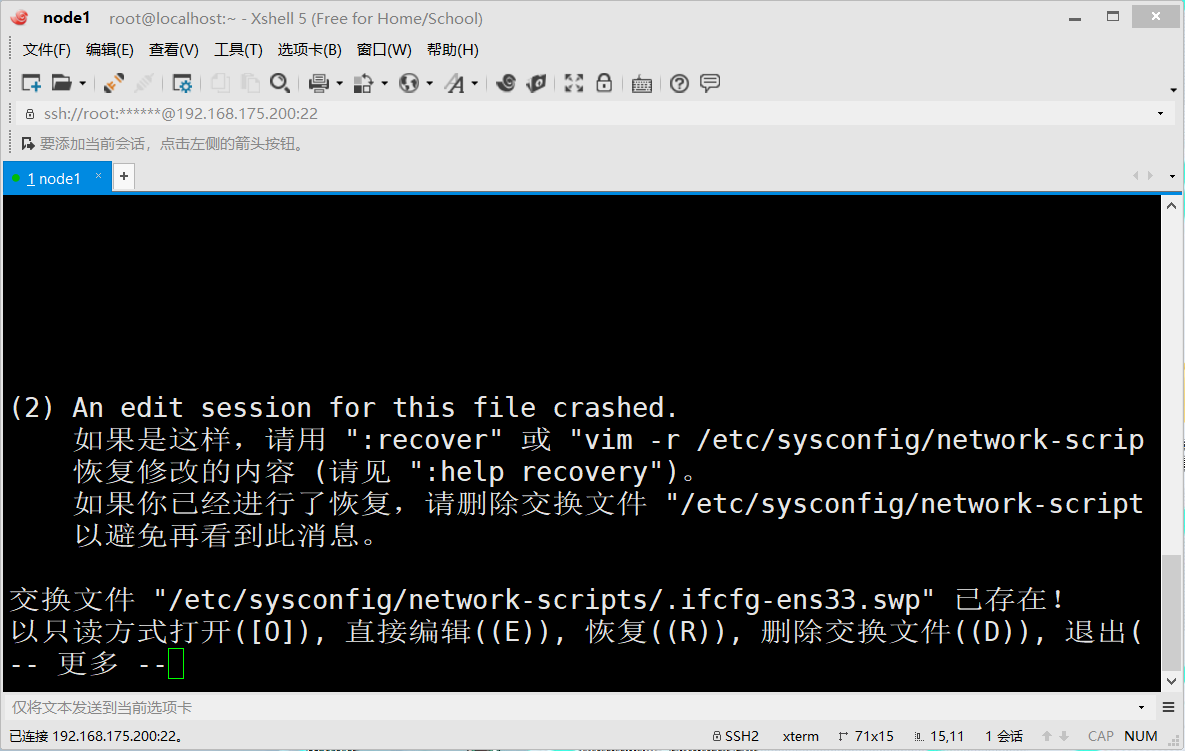 node1 root@localhost:~ - Xshell 5 (Free for Home/School)
文件(F) 编辑(E) 查看(V) 工具(T) 选项卡(B) 窗口(W) 帮助(H)
ssh://root:******@192.168.175.200:22
要添加当前会话，点击左侧的箭头按钮。
1 node1 × +
(2) An edit session for this file crashed.
如果是这样，请用 ":recover" 或 "vim -r /etc/sysconfig/network-scrip
恢复修改的内容 (请见 ":help recovery")。
如果你已经进行了恢复，请删除交换文件 "/etc/sysconfig/network-script
以避免再看到此消息。
交换文件 "/etc/sysconfig/network-scripts/.ifcfg-ens33.swp" 已存在！
以只读方式打开([O]), 直接编辑((E)), 恢复((R)), 删除交换文件((D)), 退出(
-- 更多 --
仅将文本发送到当前选项卡
已连接 192.168.175.200:22。 SSH2 xterm 71x15 15,11 1 会话 CAP NUM